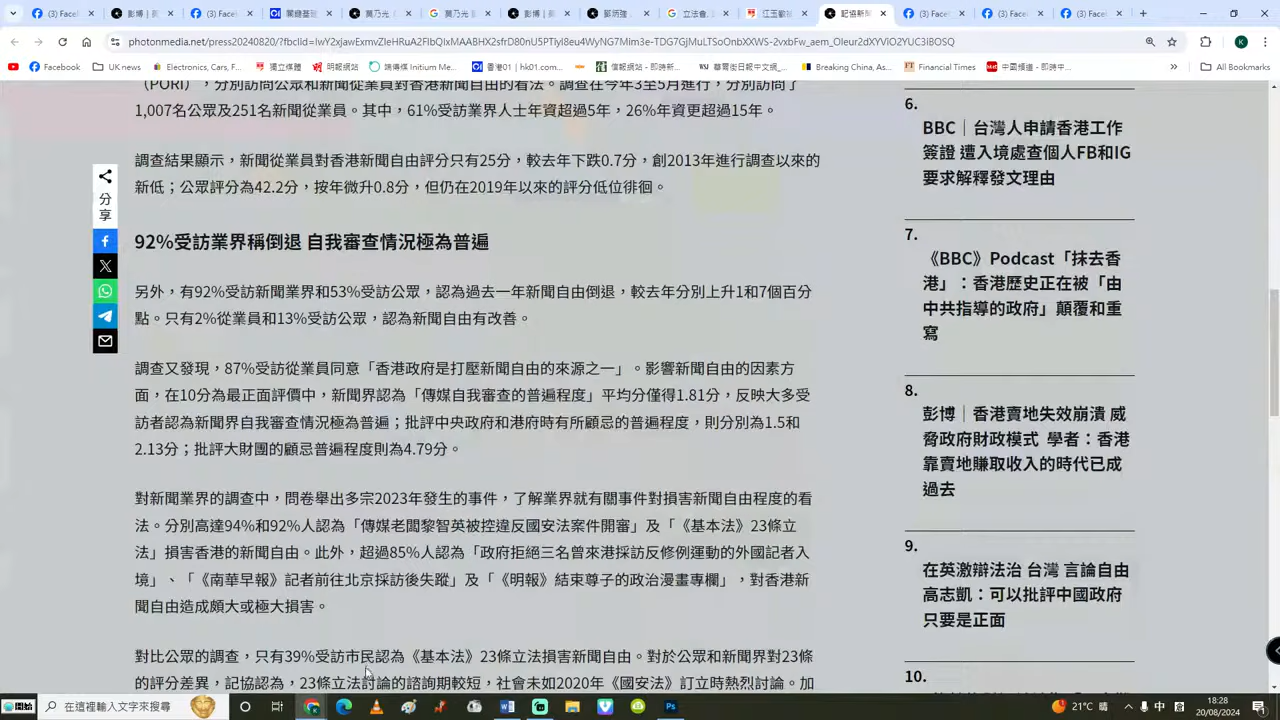 (3) Facel
彭博｜
(3) Facel
關鍵基
莫乃光
莫乃光
彭博｜
鄧炳強
立法會
江玉歡批
記協新聞
(3) Facel
(3) Facel
(3) Facel
photonmedia.net/press20240820/?fbclid=IwY2xjawExmvZleHRuA2FlbQIxMAABHX2sfrD80nU5PTIyI8eu4WyNG7Mim3e-TDG7GJMuLTSoOnbXXWS-2vxbFw_aem_Oleur2dXYViO2YUC3iBOSQ
Facebook
UK news
Electronics, Cars, F...
獨立媒體
明報網站
端傳媒 Initium Me...
香港01 | hk01.com...
信報網站 - 即時新...
華爾街日報中文網...
Breaking China, As...
Financial Times
中國頻道 - 即時中...
All Bookmarks
（PORI），分別訪問公眾和新聞從業員對香港新聞自由的看法。調查在今年3至5月進行，分別訪問了
1,007名公眾及251名新聞從業員。其中，61%受訪業界人士年資超過5年，26%年資更超過15年。
調查結果顯示，新聞從業員對香港新聞自由評分只有25分，較去年下跌0.7分，創2013年進行調查以來的
新低；公眾評分為42.2分，按年微升0.8分，但仍在2019年以來的評分低位徘徊。
分
享
92%受訪業界稱倒退 自我審查情況極為普遍
另外，有92%受訪新聞業界和53%受訪公眾，認為過去一年新聞自由倒退，較去年分別上升1和7個百分
點。只有2%從業員和13%受訪公眾，認為新聞自由有改善。
調查又發現，87%受訪從業員同意「香港政府是打壓新聞自由的來源之一」。影響新聞自由的因素方
面，在10分為最正面評價中，新聞界認為「傳媒自我審查的普遍程度」平均分僅得1.81分，反映大多受
訪者認為新聞界自我審查情況極為普遍；批評中央政府和港府時有所顧忌的普遍程度，則分別為1.5和
2.13分；批評大財團的顧忌普遍程度則為4.79分。
對新聞業界的調查中，問卷舉出多宗2023年發生的事件，了解業界就有關事件對損害新聞自由程度的看
法。分別高達94%和92%人認為「傳媒老闆黎智英被控違反國安法案件開審」及「《基本法》23條立
法」損害香港的新聞自由。此外，超過85%人認為「政府拒絕三名曾來港採訪反修例運動的外國記者入
境」、「《南華早報》記者前往北京採訪後失蹤」及「《明報》結束尊子的政治漫畫專欄」，對香港新
聞自由造成頗大或極大損害。
對比公眾的調查，只有39%受訪市民認為《基本法》23條立法損害新聞自由。對於公眾和新聞界對23條
的評分差異，記協認為，23條立法討論的諮詢期較短，社會未如2020年《國安法》訂立時熱烈討論。加
6.
BBC｜台灣人申請香港工作
簽證 遭入境處查個人FB和IG
要求解釋發文理由
7.
《BBC》Podcast「抹去香
港」：香港歷史正在被「由
中共指導的政府」顛覆和重
寫
8.
彭博｜香港賣地失效崩潰 威
脅政府財政模式 學者：香港
靠賣地賺取收入的時代已成
過去
9.
在英激辯法治 台灣 言論自由
高志凱：可以批評中國政府
只要是正面
10.
開始
在這裡輸入文字來搜尋
21°C 晴
中
18:28
20/08/2024